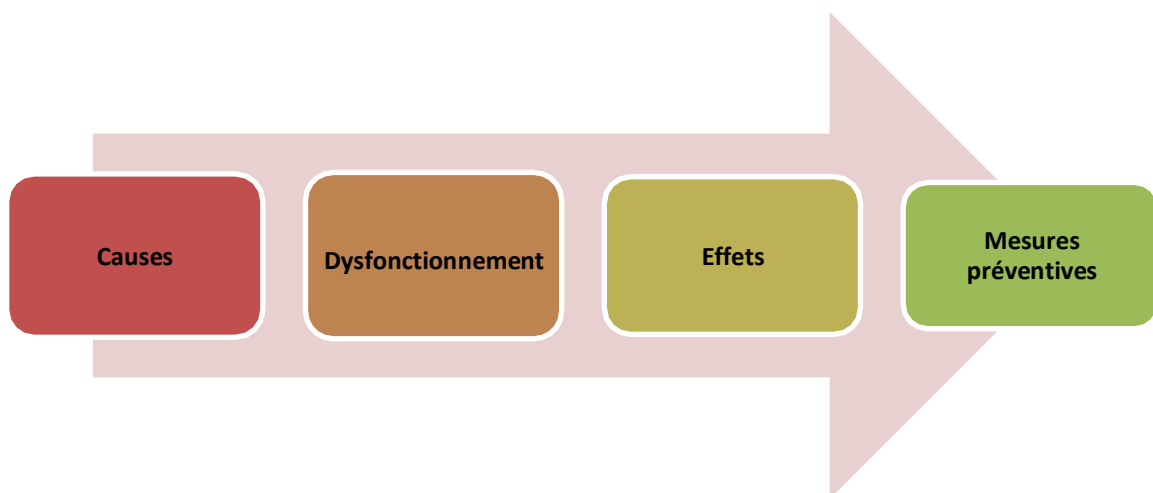 Causes
Dysfonctionnement
Effets
Mesures
préventives